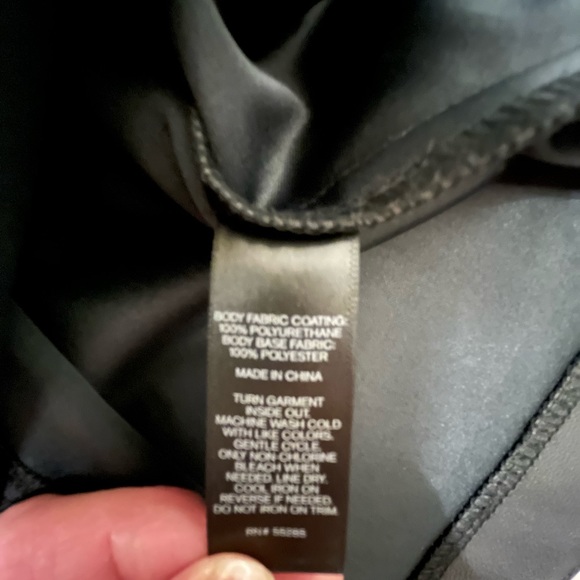 BODY FABRIC COATING:
100% POLYURETHANE
BODY BASE FABRIC:
100% POLYESTER
MADE IN CHINA
TURN GARMENT
INSIDE OUT.
MACHINE WASH COLD
WITH LIKE COLORS.
GENTLE CYCLE.
ONLY NON-CHLORINE
BLEACH WHEN
NEEDED. LINE DRY.
COOL IRON ON
REVERSE IF NEEDED.
DO NOT IRON ON TRIM.
RN#